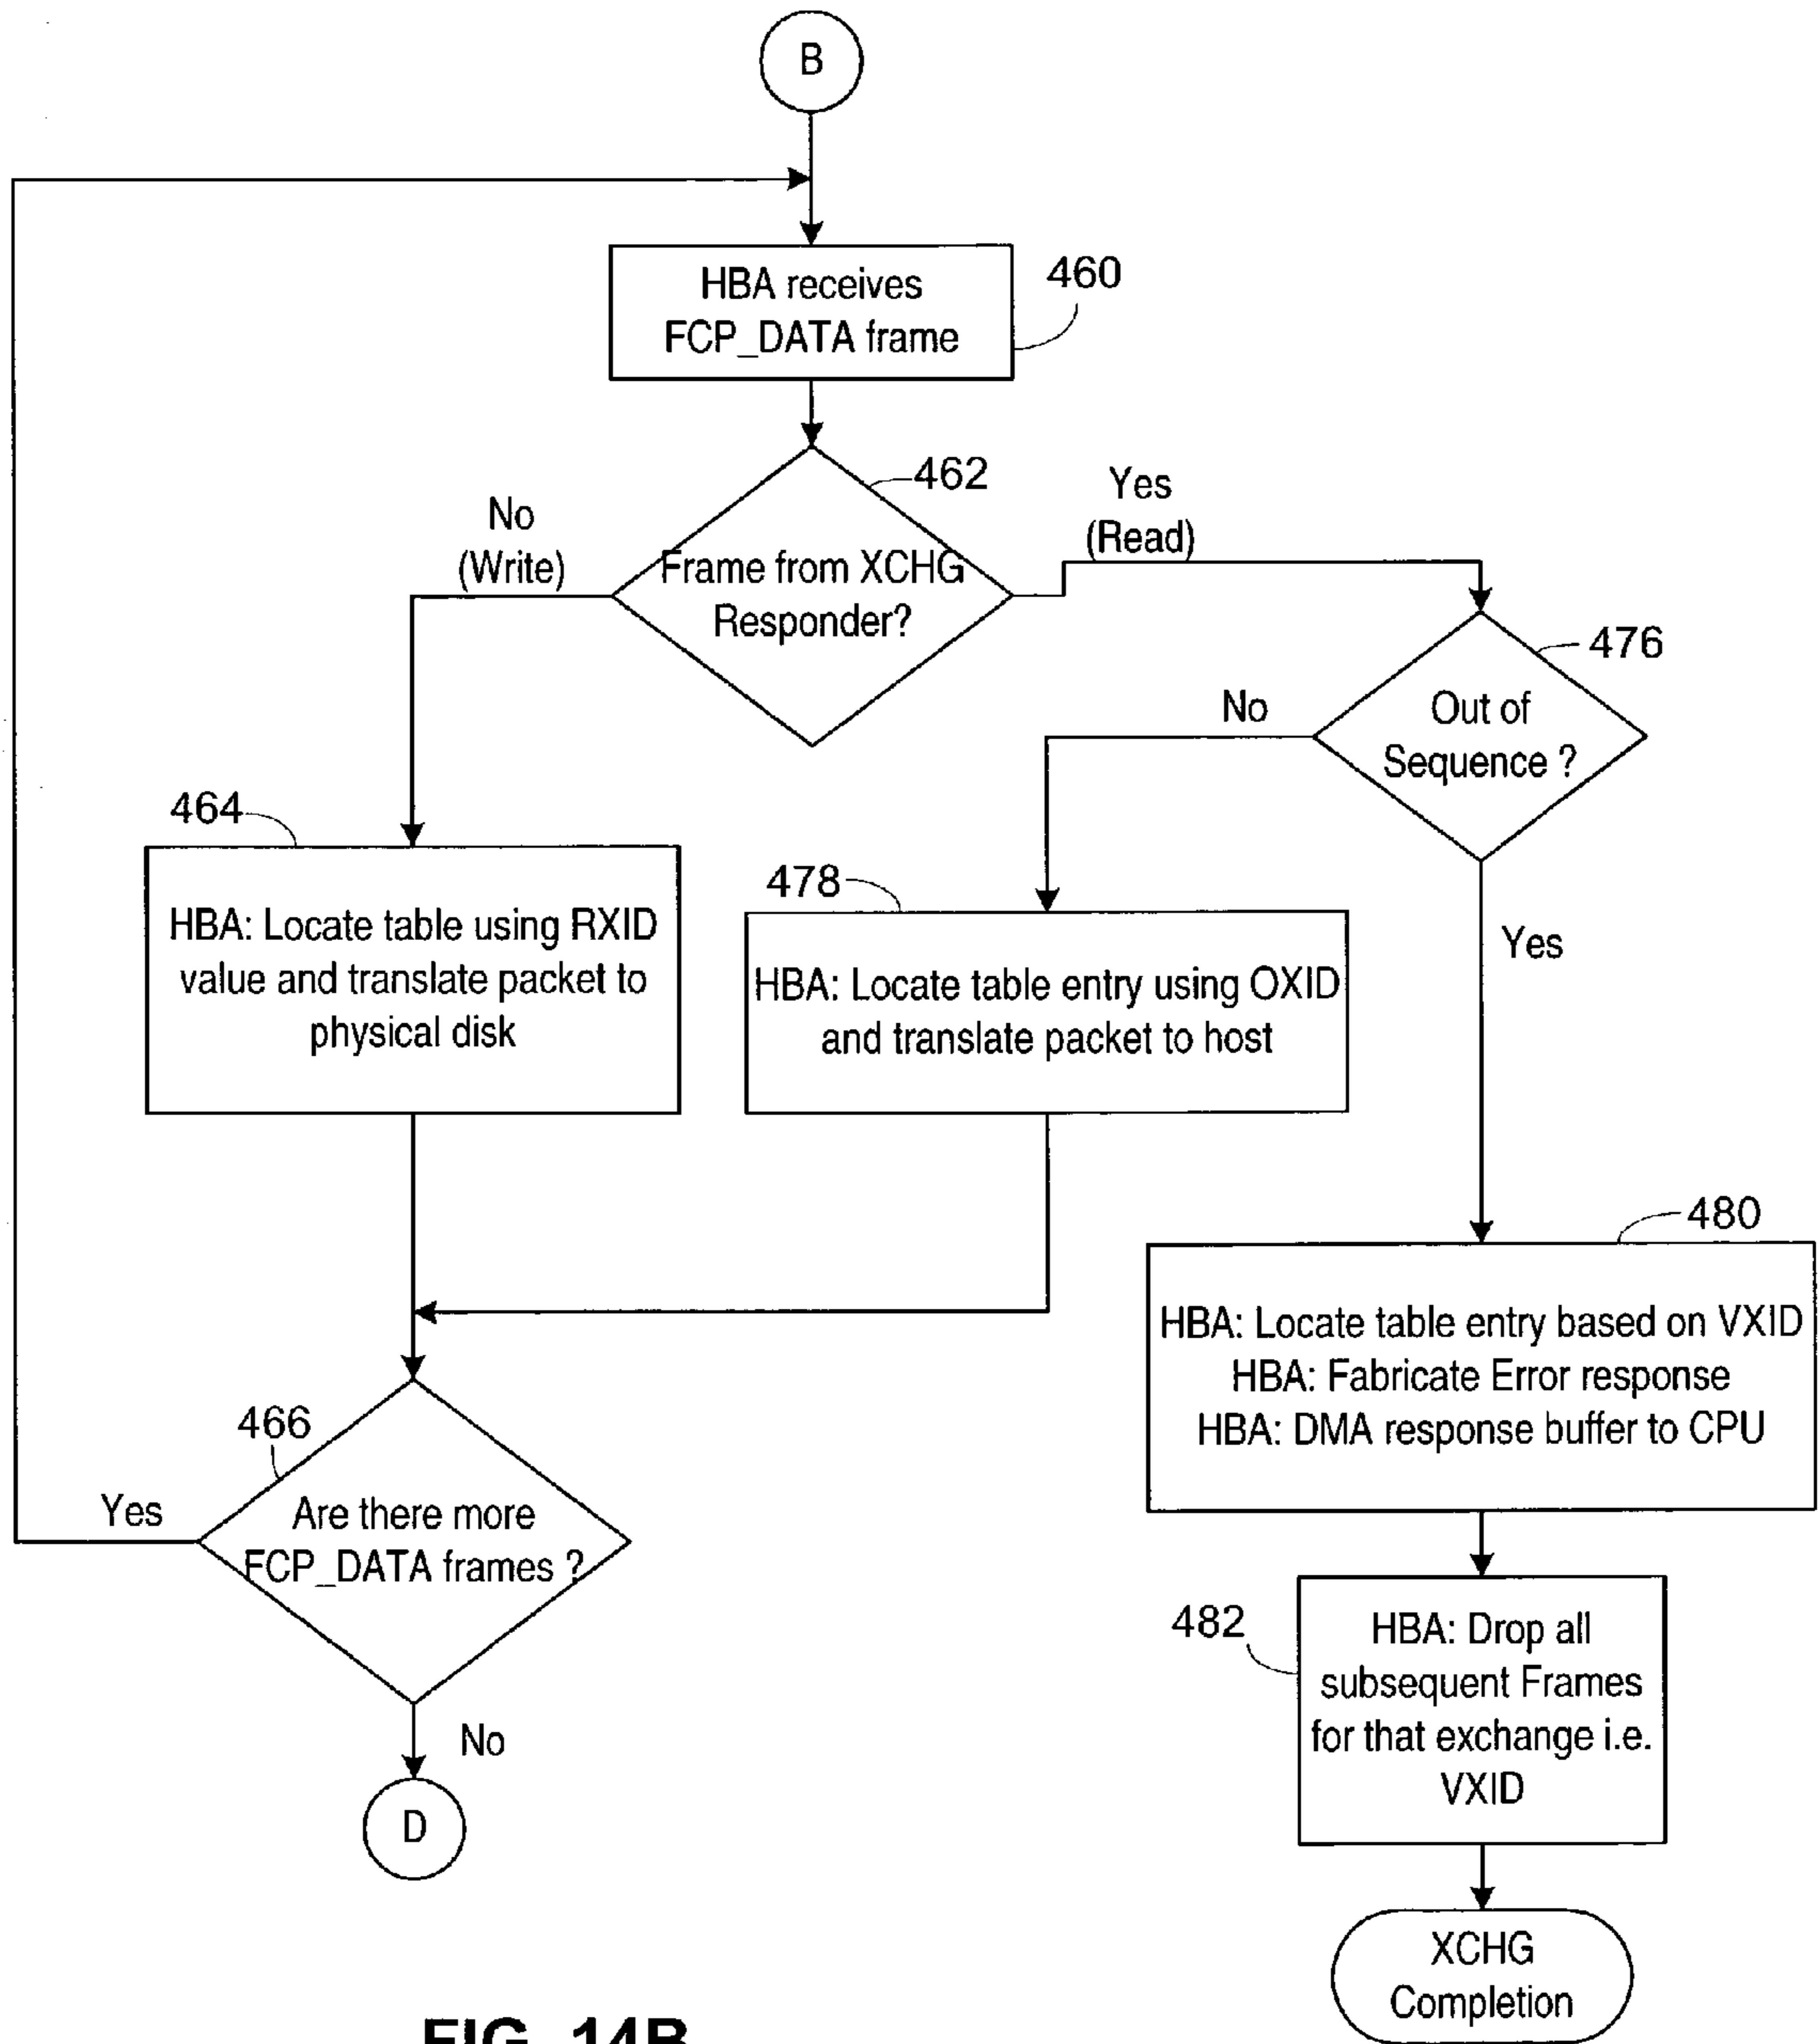 B
HBA receives
FCP_DATA frame
460
462
No
(Write)
Yes
(Read)
Frame from XCHG
Responder?
476
Out of
Sequence ?
No
Yes
464
HBA: Locate table using RXID
value and translate packet to
physical disk
478
HBA: Locate table entry using OXID
and translate packet to host
480
HBA: Locate table entry based on VXID
HBA: Fabricate Error response
HBA: DMA response buffer to CPU
466
Yes
Are there more
FCP_DATA frames ?
No
D
482
HBA: Drop all
subsequent Frames
for that exchange i.e.
VXID
XCHG
Completion
FIG. 14B